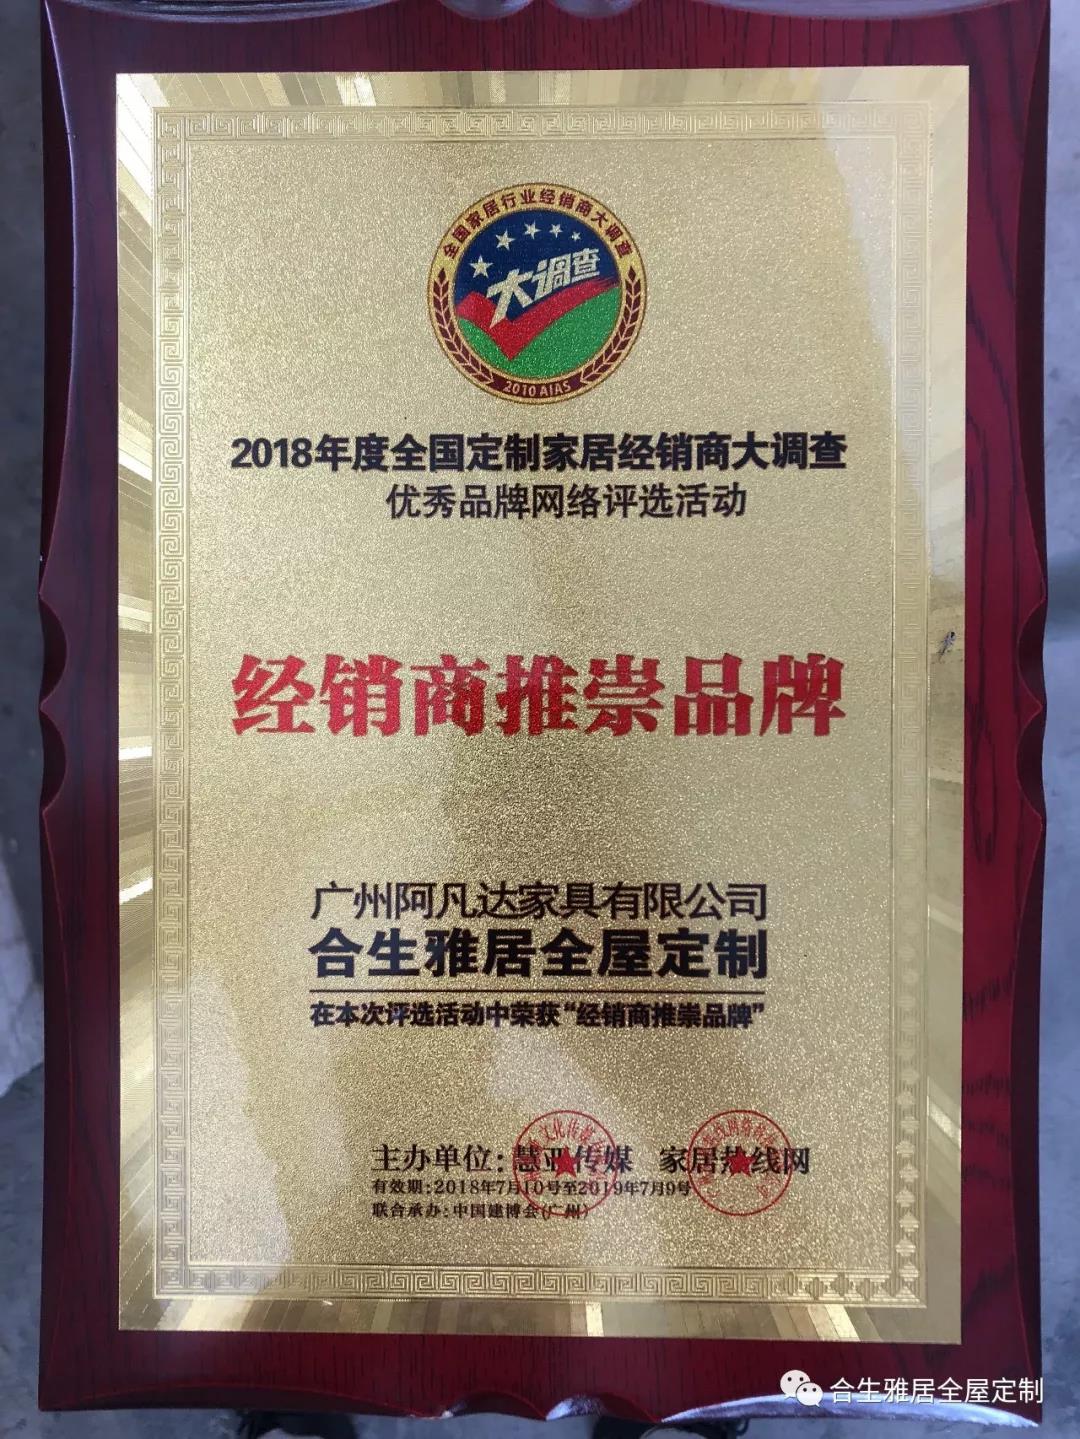 全国家居行业经销商大调查
大调查
2010 AIAS
2018年度全国定制家居经销商大调查
优秀品牌网络评选活动
经销商推崇品牌
广州阿凡达家具有限公司
合生雅居全屋定制
在本次评选活动中荣获“经销商推崇品牌”
主办单位:慧亚传媒 家居热线网
有效期:2018年7月10号至2019年7月9号
联合承办:中国建博会(广州)
合生雅居全屋定制